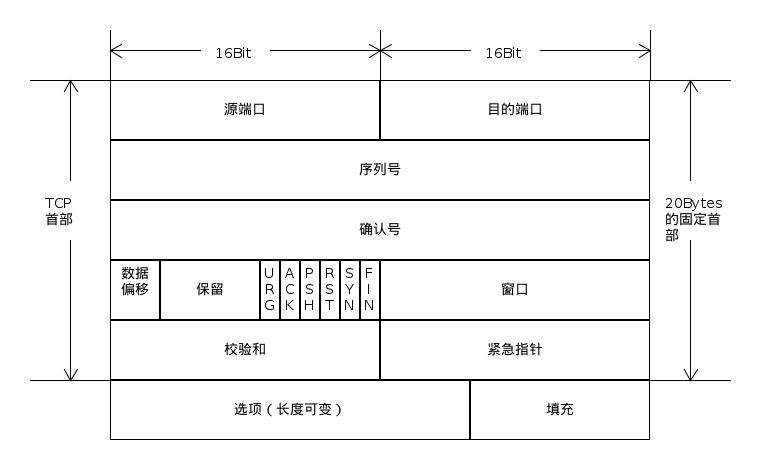 16Bit
16Bit
源端口
目的端口
序列号
TCP
首部
20Bytes
的固定首
部
确认号
数据
偏移
保留
URG
ACK
PSH
RST
SYN
FIN
窗口
校验和
紧急指针
选项（长度可变）
填充